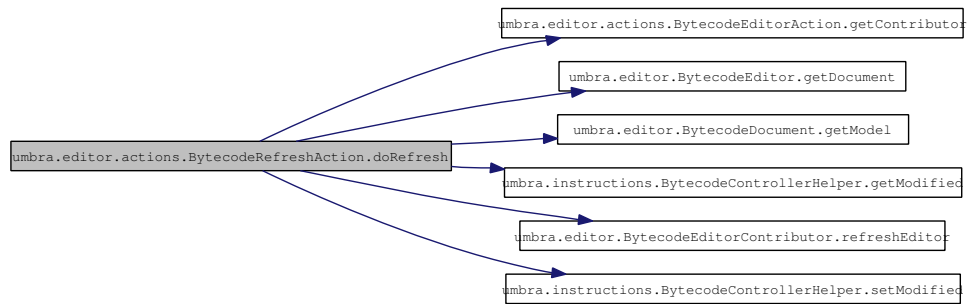 umbra.editor.actions.BytecodeEditorAction.getContributor
umbra.editor.BytecodeEditor.getDocument
umbra.editor.BytecodeDocument.getModel
umbra.editor.actions.BytecodeRefreshAction.doRefresh
umbra.instructions.BytecodeControllerHelper.getModified
umbra.editor.BytecodeEditorContributor.refreshEditor
umbra.instructions.BytecodeControllerHelper.setModified